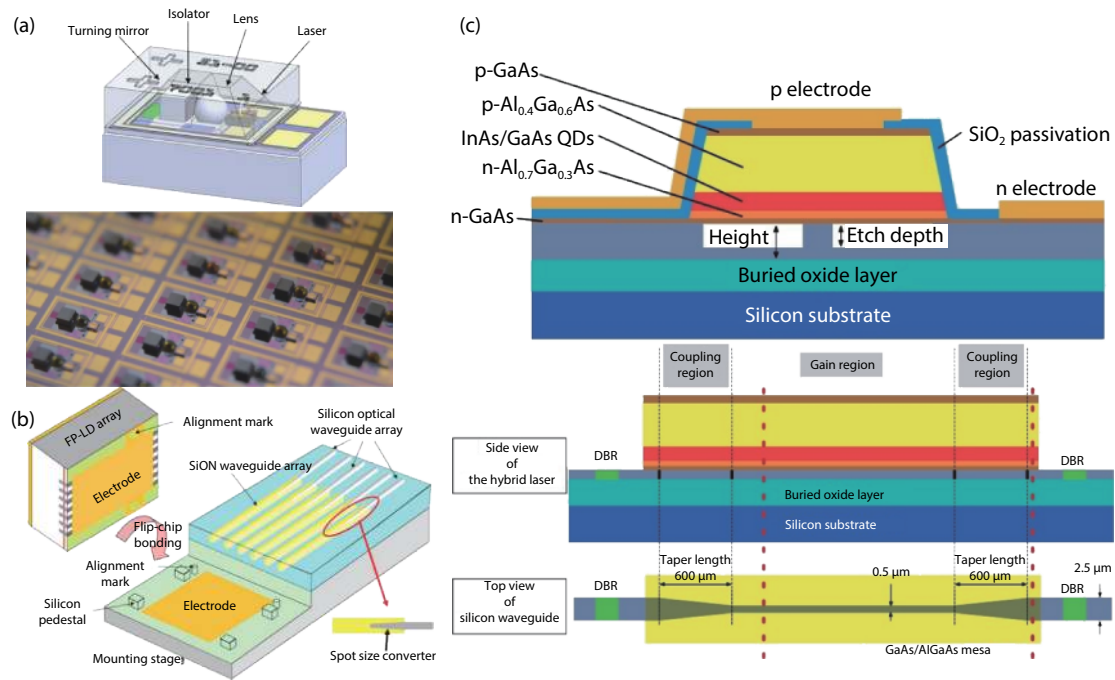 (a)
Isolator
Lens
Turning mirror
Laser
(b)
FP-LD array
Alignment mark
Electrode
Flip-chip
bonding
Silicon optical
waveguide array
SiON waveguide array
Alignment
mark
Silicon
pedestal
Electrode
Mounting stage
Spot size converter
(c)
p-GaAs
p-Al0.4Ga0.6As
InAs/GaAs QDs
n-Al0.7Ga0.3As
n-GaAs
p electrode
SiO2 passivation
n electrode
Height
Etch depth
Buried oxide layer
Silicon substrate
Coupling
region
Gain region
Coupling
region
Side view
of
the hybrid laser
DBR
DBR
Buried oxide layer
Silicon substrate
Top view
of
silicon waveguide
DBR
Taper length
600 μm
0.5 μm
Taper length
600 μm
DBR
2.5 μm
GaAs/AlGaAs mesa